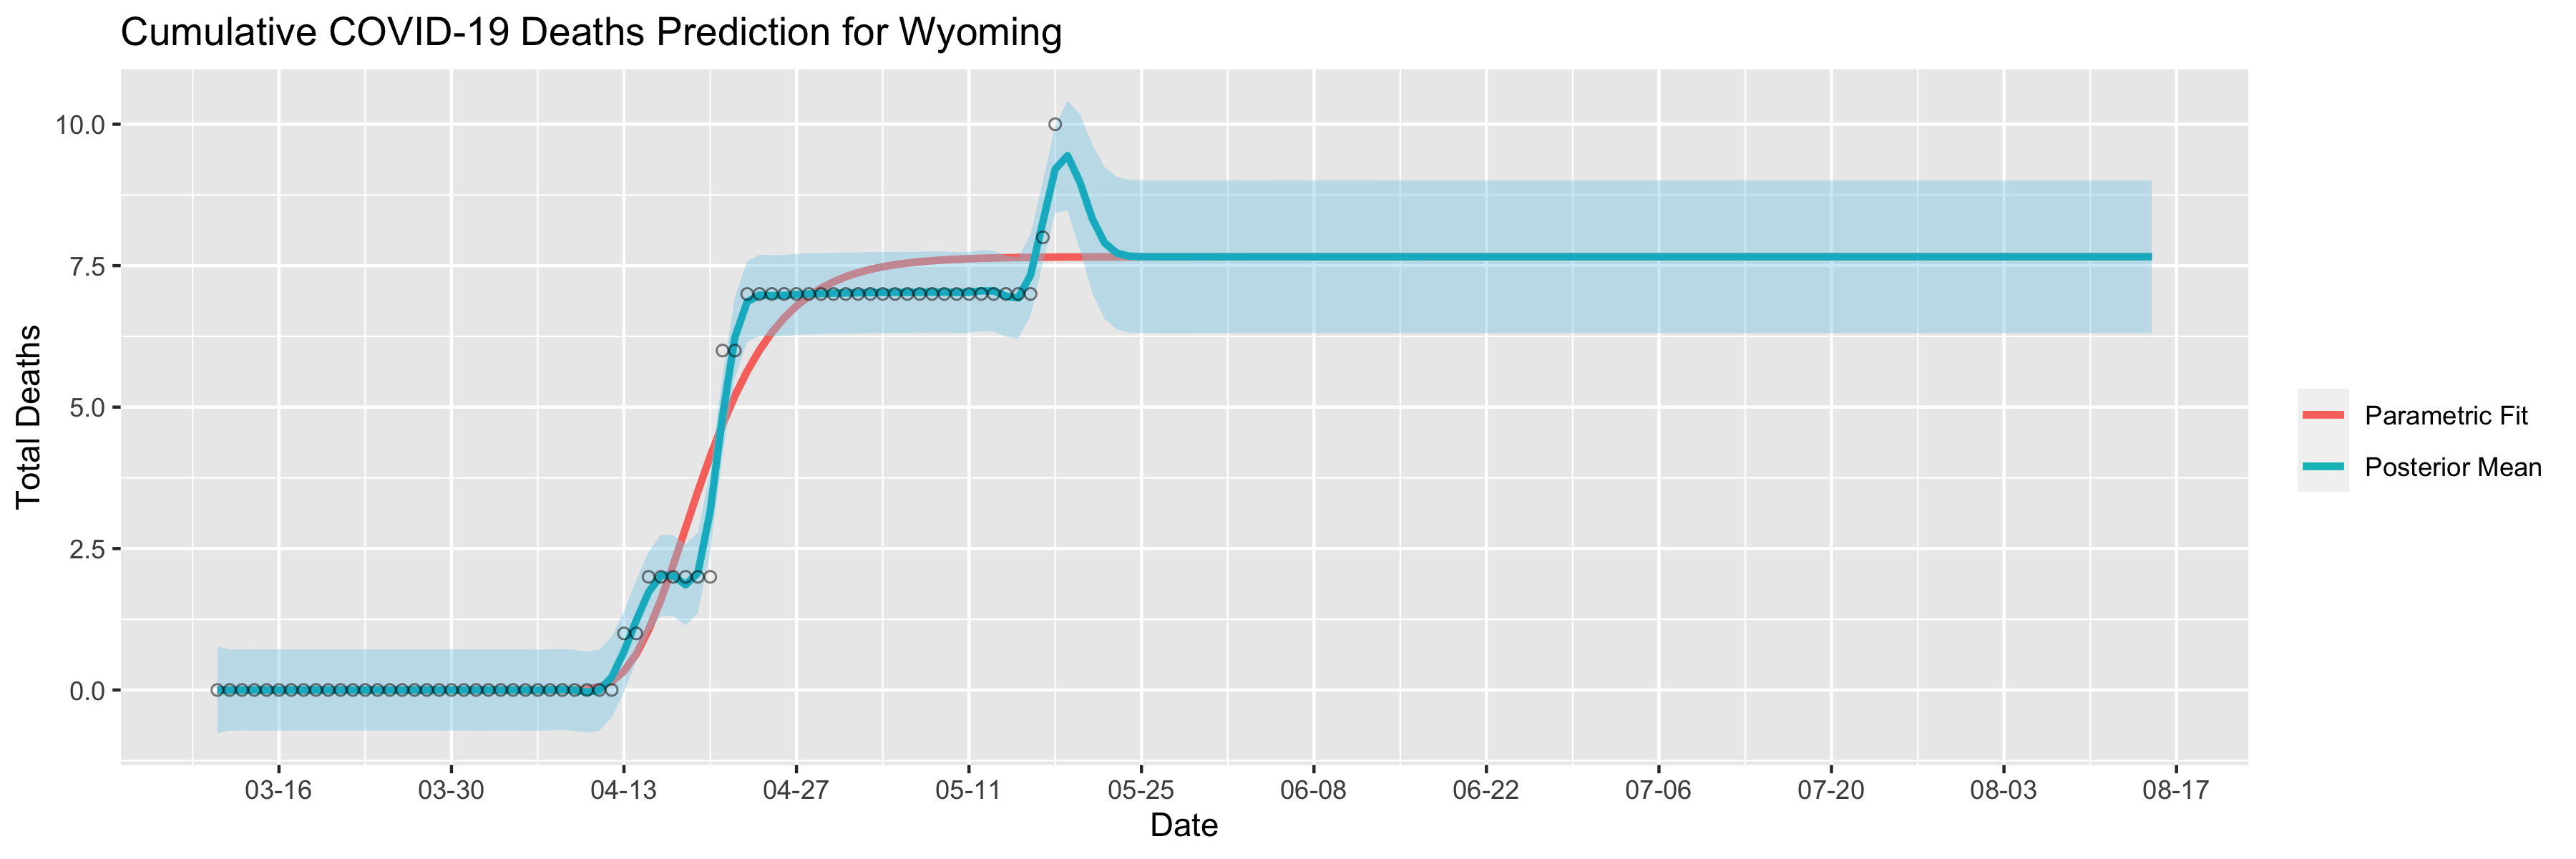 Cumulative COVID-19 Deaths Prediction for Wyoming
10.0
7.5
5.0
2.5
0.0
Total Deaths
03-16 03-30 04-13 04-27 05-11 05-25 06-08 06-22 07-06 07-20 08-03 08-17
Date
Parametric Fit
Posterior Mean